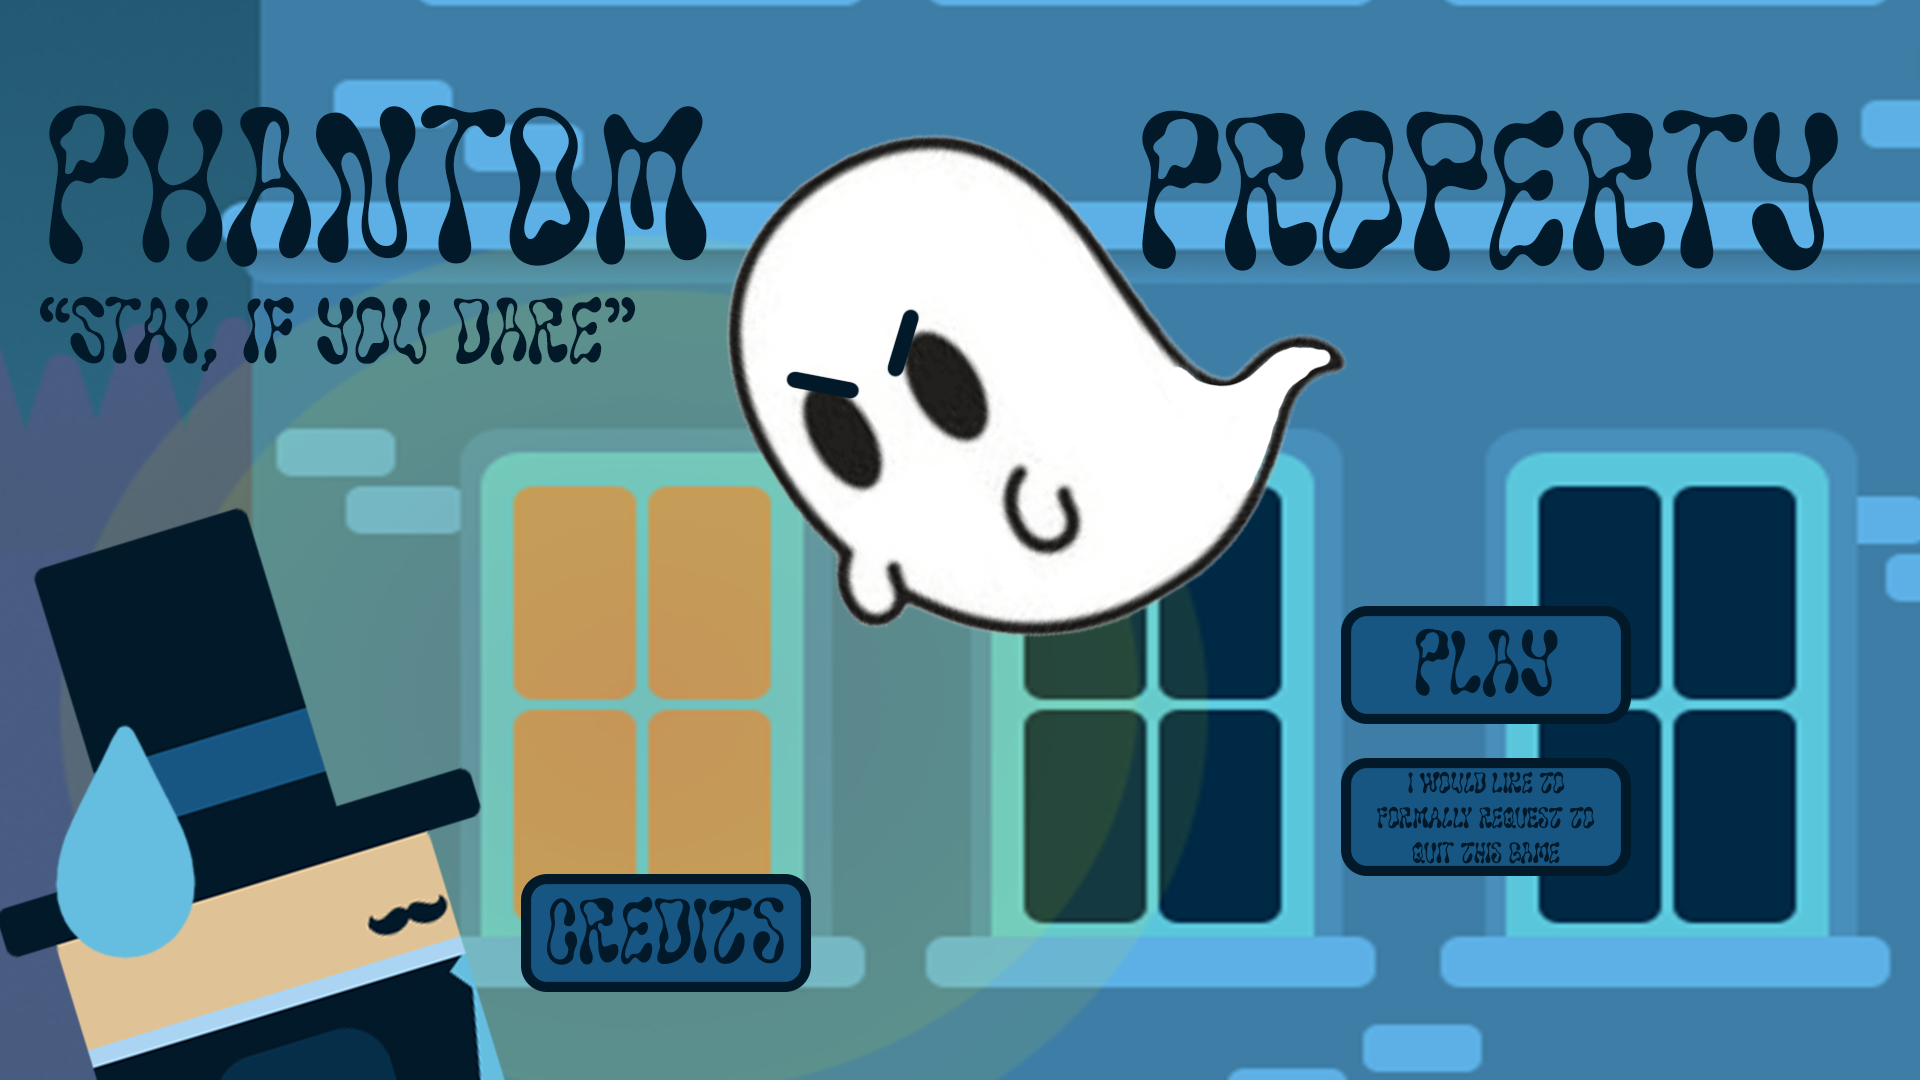 PHANTOM PROPERTY
“STAY, IF YOU DARE”
PLAY
I WOULD LIKE TO
FORMALLY REQUEST TO
QUIT THIS GAME
CREDITS